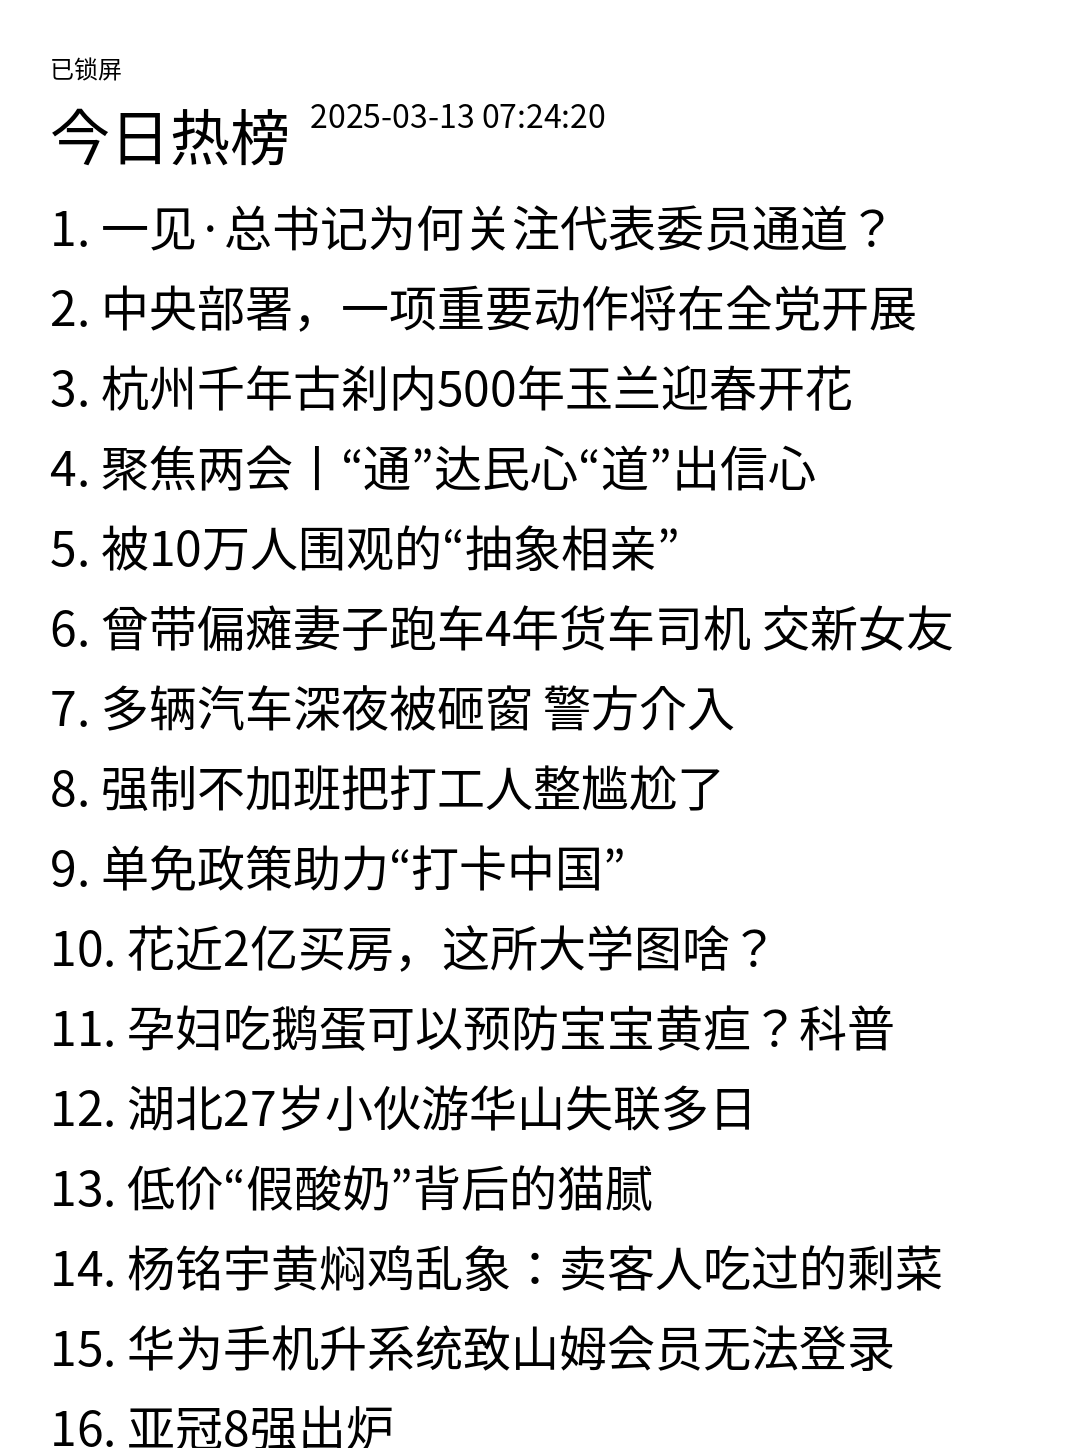 已锁屏
今日热榜 2025-03-13 07:24:20
1. 一见·总书记为何关注代表委员通道？
2. 中央部署，一项重要动作将在全党开展
3. 杭州千年古刹内500年玉兰迎春开花
4. 聚焦两会丨“通”达民心“道”出信心
5. 被10万人围观的“抽象相亲”
6. 曾带偏瘫妻子跑车4年货车司机 交新女友
7. 多辆汽车深夜被砸窗 警方介入
8. 强制不加班把打工人整尴尬了
9. 单免政策助力“打卡中国”
10. 花近2亿买房，这所大学图啥？
11. 孕妇吃鹅蛋可以预防宝宝黄疸？科普
12. 湖北27岁小伙游华山失联多日
13. 低价“假酸奶”背后的猫腻
14. 杨铭宇黄焖鸡乱象：卖客人吃过的剩菜
15. 华为手机升系统致山姆会员无法登录
16. 亚冠8强出炉